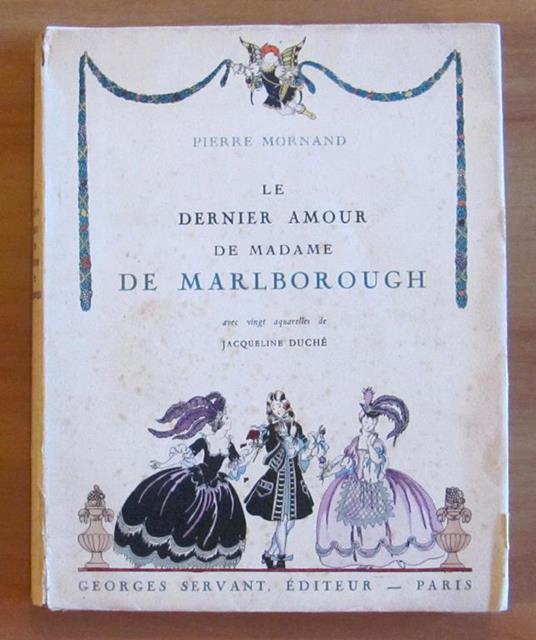 PIERRE MORNAND
LE
DERNIER AMOUR
DE MADAME
DE MARLBOROUGH
avec vingt aquarelles de
JACQUELINE DUCHÉ
GEORGES SERVANT, ÉDITEUR — PARIS